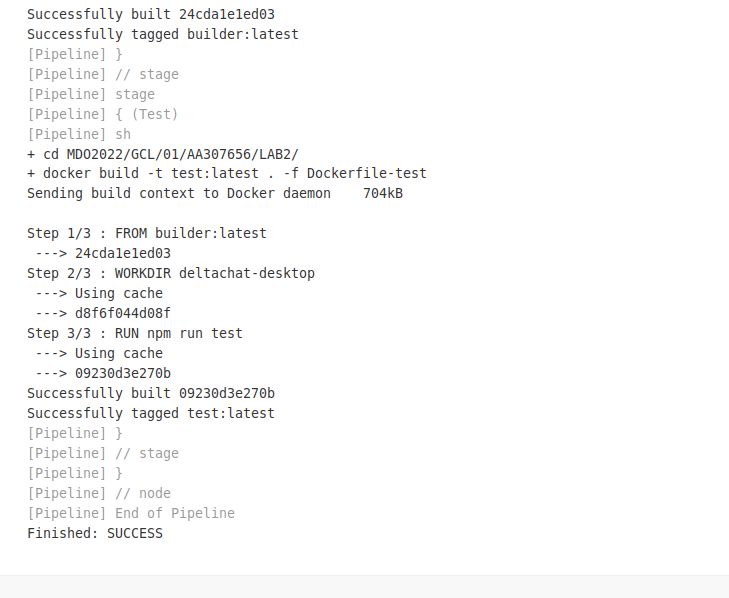 Successfully built 24cda1e1ed03
Successfully tagged builder:latest
[Pipeline] }
[Pipeline] // stage
[Pipeline] stage
[Pipeline] { (Test)
[Pipeline] sh
+ cd MDO2022/GCL/01/AA307656/LAB2/
+ docker build -t test:latest . -f Dockerfile-test
Sending build context to Docker daemon    704kB
Step 1/3 : FROM builder:latest
 ---> 24cda1e1ed03
Step 2/3 : WORKDIR deltachat-desktop
 ---> Using cache
 ---> d8f6f044d08f
Step 3/3 : RUN npm run test
 ---> Using cache
 ---> 09230d3e270b
Successfully built 09230d3e270b
Successfully tagged test:latest
[Pipeline] }
[Pipeline] // stage
[Pipeline] }
[Pipeline] // node
[Pipeline] End of Pipeline
Finished: SUCCESS